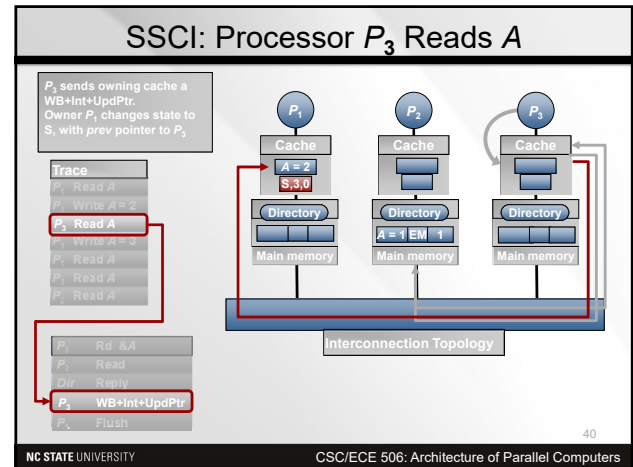 SSCI: Processor P3 Reads A
P3 sends owning cache a
WB+Int+UpdPtr.
Owner P1 changes state to
S, with prev pointer to P3
P1
P2
P3
Cache
Cache
Cache
A = 2
S,3,0
Directory
Directory
Directory
A = 1 EM 1
Main memory
Main memory
Main memory
Interconnection Topology
Trace
P1 Read A
P1 Write A = 2
P3 Read A
P1 Write A = 3
P1 Read A
P1 Read A
P2 Read A
Rd &A
Read
Dir Reply
P3 WB+Int+UpdPtr
Flush
40
NC STATE UNIVERSITY
CSC/ECE 506: Architecture of Parallel Computers